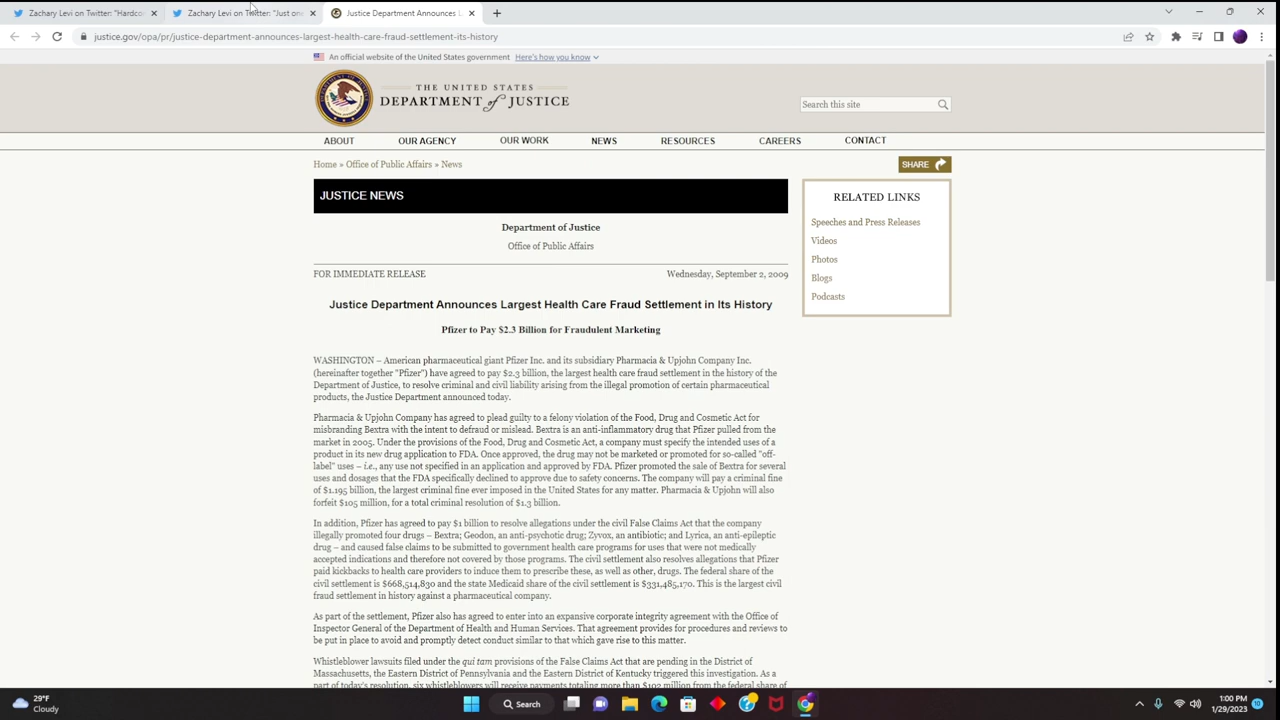 Zachary Levi on Twitter: "Hardco
Zachary Levi on Twitter: "Just one
Justice Department Announces L
justice.gov/opa/pr/justice-department-announces-largest-health-care-fraud-settlement-its-history
An official website of the United States government Here's how you know
THE UNITED STATES
DEPARTMENT of JUSTICE
Search this site
ABOUT OUR AGENCY OUR WORK NEWS RESOURCES CAREERS CONTACT
Home » Office of Public Affairs » News
SHARE
JUSTICE NEWS
Department of Justice
Office of Public Affairs
FOR IMMEDIATE RELEASE Wednesday, September 2, 2009
Justice Department Announces Largest Health Care Fraud Settlement in Its History
Pfizer to Pay $2.3 Billion for Fraudulent Marketing
WASHINGTON – American pharmaceutical giant Pfizer Inc. and its subsidiary Pharmacia & Upjohn Company Inc.
(hereinafter together "Pfizer") have agreed to pay $2.3 billion, the largest health care fraud settlement in the history of the
Department of Justice, to resolve criminal and civil liability arising from the illegal promotion of certain pharmaceutical
products, the Justice Department announced today.
Pharmacia & Upjohn Company has agreed to plead guilty to a felony violation of the Food, Drug and Cosmetic Act for
misbranding Bextra with the intent to defraud or mislead. Bextra is an anti-inflammatory drug that Pfizer pulled from the
market in 2005. Under the provisions of the Food, Drug and Cosmetic Act, a company must specify the intended uses of a
product in its new drug application to FDA. Once approved, the drug may not be marketed or promoted for so-called "off-
label" uses – i.e., any use not specified in an application and approved by FDA. Pfizer promoted the sale of Bextra for several
uses and dosages that the FDA specifically declined to approve due to safety concerns. The company will pay a criminal fine
of $1.195 billion, the largest criminal fine ever imposed in the United States for any matter. Pharmacia & Upjohn will also
forfeit $105 million, for a total criminal resolution of $1.3 billion.
In addition, Pfizer has agreed to pay $1 billion to resolve allegations under the civil False Claims Act that the company
illegally promoted four drugs – Bextra; Geodon, an anti-psychotic drug; Zyvox, an antibiotic; and Lyrica, an anti-epileptic
drug – and caused false claims to be submitted to government health care programs for uses that were not medically
accepted indications and therefore not covered by those programs. The civil settlement also resolves allegations that Pfizer
paid kickbacks to health care providers to induce them to prescribe these, as well as other, drugs. The federal share of the
civil settlement is $668,514,830 and the state Medicaid share of the civil settlement is $331,485,170. This is the largest civil
fraud settlement in history against a pharmaceutical company.
As part of the settlement, Pfizer also has agreed to enter into an expansive corporate integrity agreement with the Office of
Inspector General of the Department of Health and Human Services. That agreement provides for procedures and reviews to
be put in place to avoid and promptly detect conduct similar to that which gave rise to this matter.
Whistleblower lawsuits filed under the qui tam provisions of the False Claims Act that are pending in the District of
Massachusetts, the Eastern District of Pennsylvania and the Eastern District of Kentucky triggered this investigation. As a
part of today's resolution, six whistleblowers will receive payments totaling more than $102 million from the federal share of
RELATED LINKS
Speeches and Press Releases
Videos
Photos
Blogs
Podcasts
29°F
Cloudy
Search
1:00 PM
1/29/2023